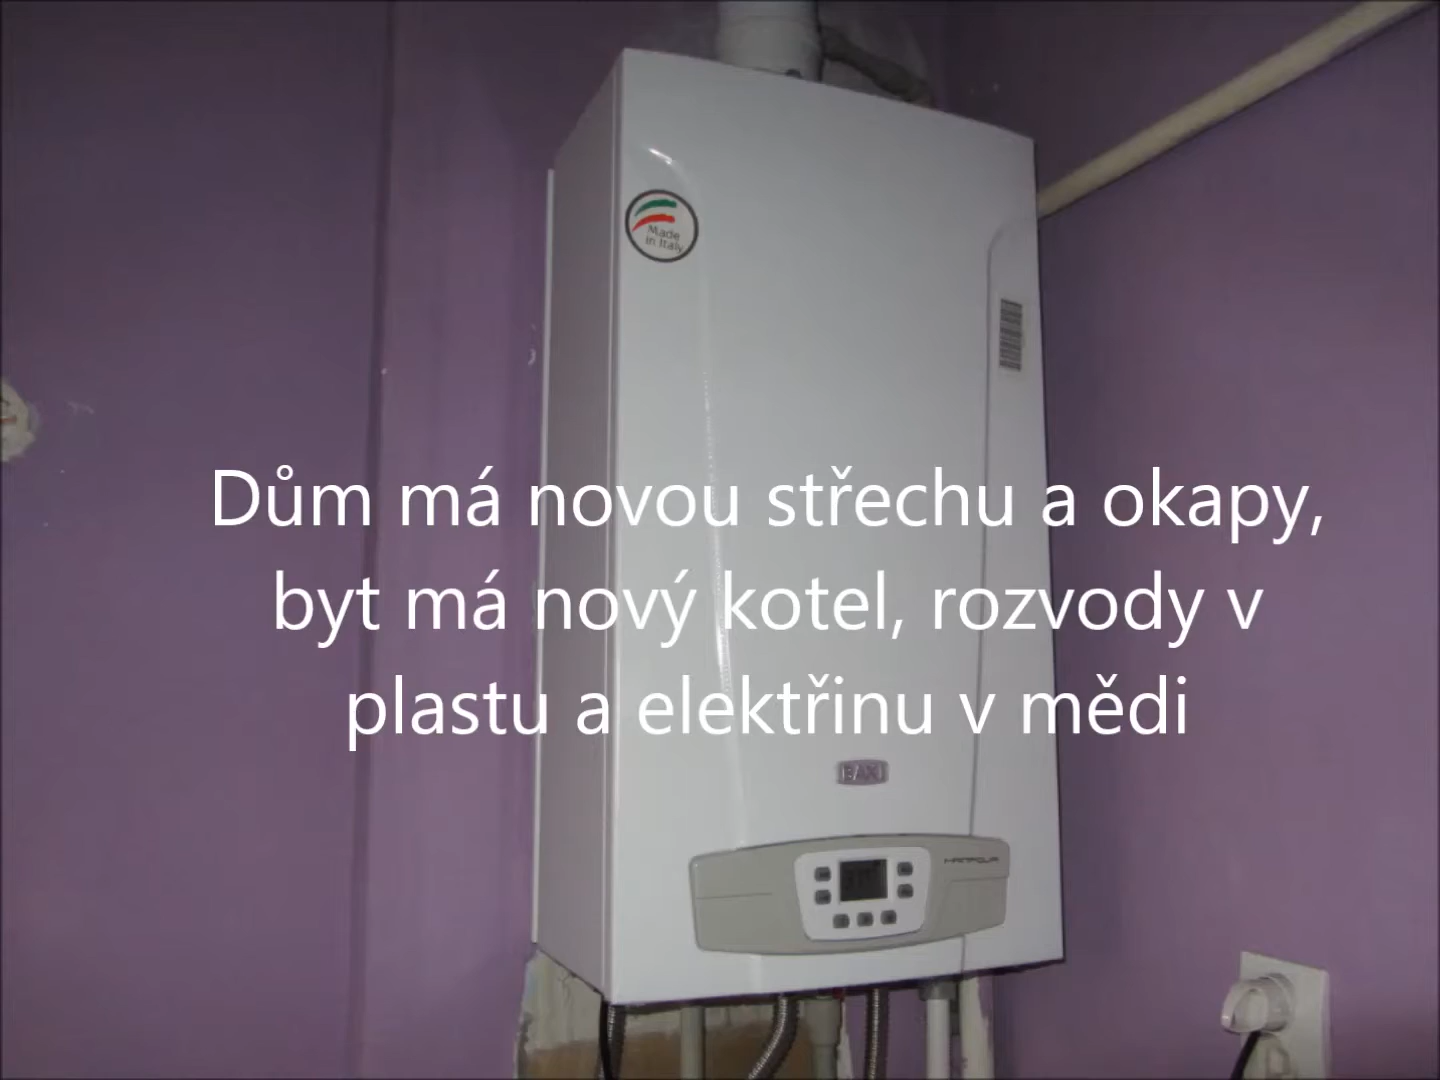 Made
in Italy
Dům má novou střechu a okapy,
byt má nový kotel, rozvody v
plastu a elektřinu v mědi
BAXI